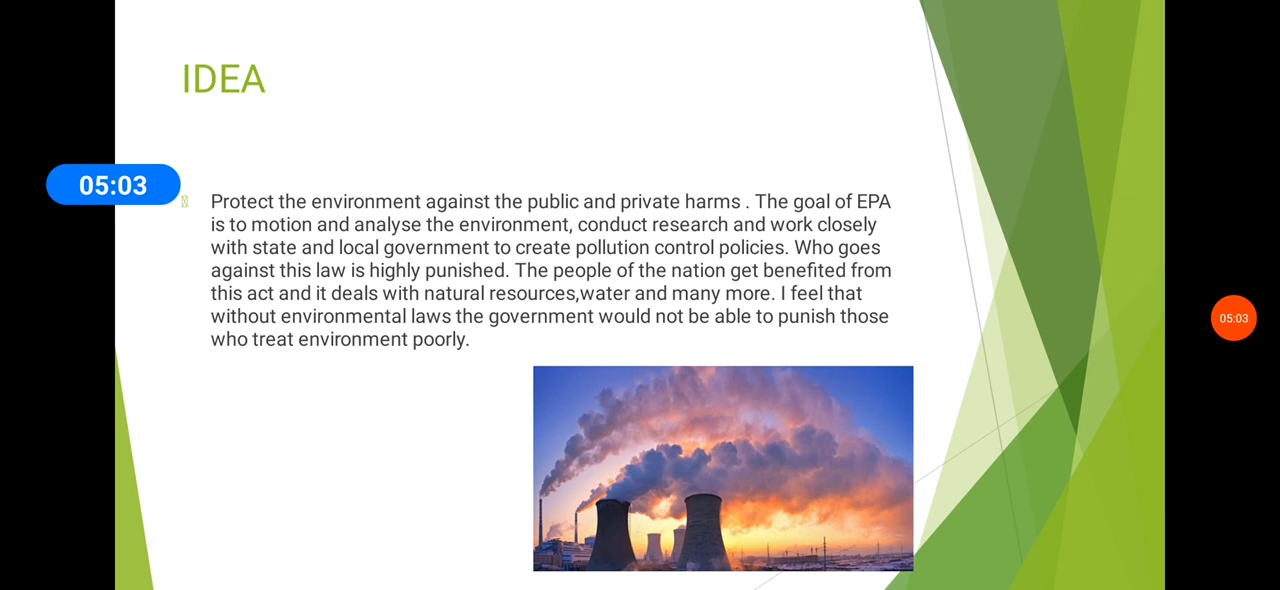 IDEA
05:03
Protect the environment against the public and private harms . The goal of EPA
is to motion and analyse the environment, conduct research and work closely
with state and local government to create pollution control policies. Who goes
against this law is highly punished. The people of the nation get benefited from
this act and it deals with natural resources,water and many more. I feel that
without environmental laws the government would not be able to punish those
who treat environment poorly.
05:03